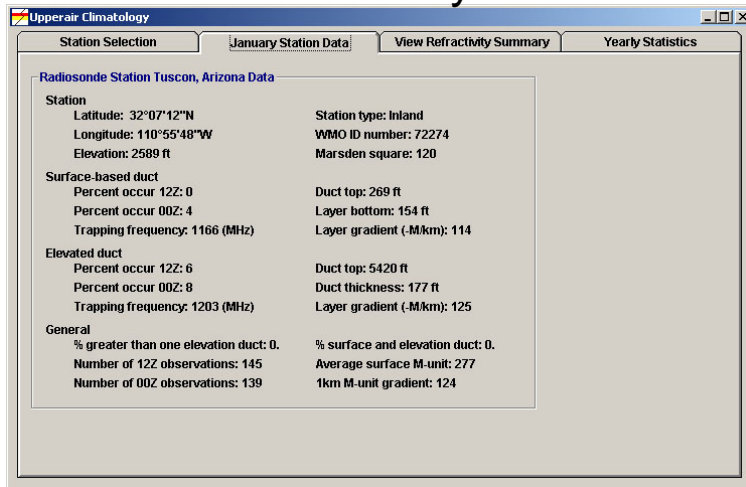 Upperair Climatology
Station Selection January Station Data View Refractivity Summary Yearly Statistics
Radiosonde Station Tuscon, Arizona Data
Station
Latitude: 32°07'12"N Station type: Inland
Longitude: 110°55'48"W WMO ID number: 72274
Elevation: 2589 ft Marsden square: 120
Surface-based duct
Percent occur 12Z: 0 Duct top: 269 ft
Percent occur 00Z: 4 Layer bottom: 154 ft
Trapping frequency: 1166 (MHz) Layer gradient (-M/km): 114
Elevated duct
Percent occur 12Z: 6 Duct top: 5420 ft
Percent occur 00Z: 8 Duct thickness: 177 ft
Trapping frequency: 1203 (MHz) Layer gradient (-M/km): 125
General
% greater than one elevation duct: 0. % surface and elevation duct: 0.
Number of 12Z observations: 145 Average surface M-unit: 277
Number of 00Z observations: 139 1km M-unit gradient: 124